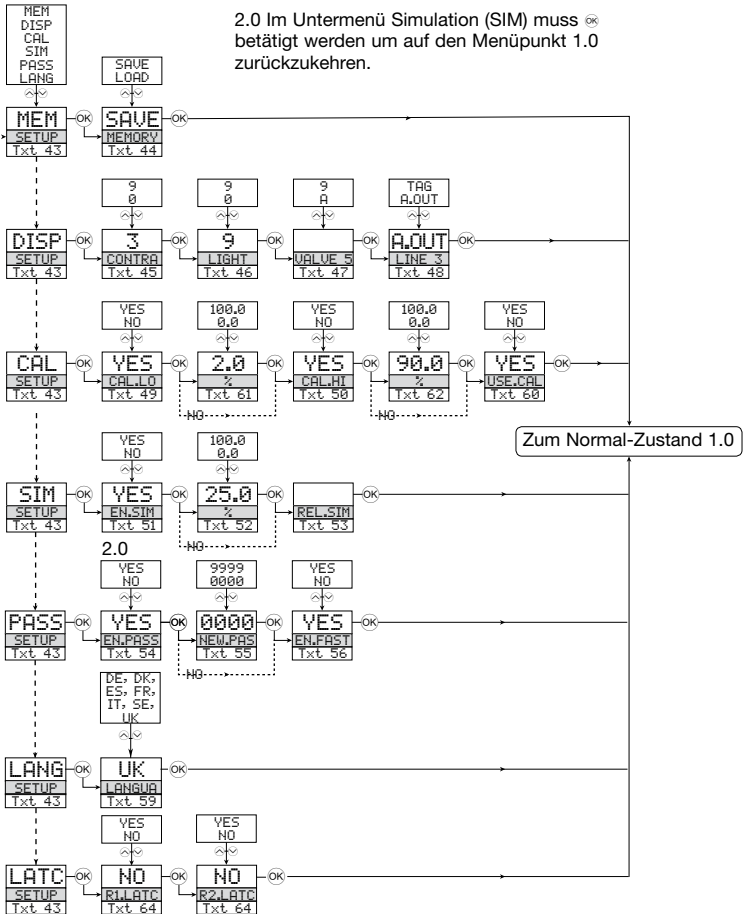 MEM
DISP
CAL
SIM
PASS
LANG
2.0 Im Untermenü Simulation (SIM) muss OK
betätigt werden um auf den Menüpunkt 1.0
zurückzukehren.
SAVE
LOAD
MEM OK SAVE OK
SETUP MEMORY
Txt 43 Txt 44
9 9 9 TAG
0 0 A A.OUT
DISP OK 3 OK 9 OK OK A.OUT OK
SETUP CONTRA LIGHT VALVE 5 LINE 3
Txt 43 Txt 45 Txt 46 Txt 47 Txt 48
YES 100.0 YES 100.0 YES
NO 0.0 NO 0.0 NO
CAL OK YES OK 2.0 OK YES OK 90.0 OK YES OK
SETUP CAL.LO % CAL.HI % USE.CAL
Txt 43 Txt 49 Txt 61 Txt 50 Txt 62 Txt 60
NO NO
Zum Normal-Zustand 1.0
YES 100.0
NO 0.0
SIM OK YES OK 25.0 OK OK
SETUP EN.SIM % REL.SIM
Txt 43 Txt 51 Txt 52 Txt 53
NO
2.0
YES 9999 YES
NO 0000 NO
PASS OK YES OK 0000 OK YES OK
SETUP EN.PASS NEW.PAS EN.FAST
Txt 43 Txt 54 Txt 55 Txt 56
NO
DE, DK,
ES, FR,
IT, SE,
UK
LANG OK UK OK
SETUP LANGUA
Txt 43 Txt 59
YES YES
NO NO
LATC OK NO OK NO OK
SETUP R1.LATC R2.LATC
Txt 43 Txt 64 Txt 64